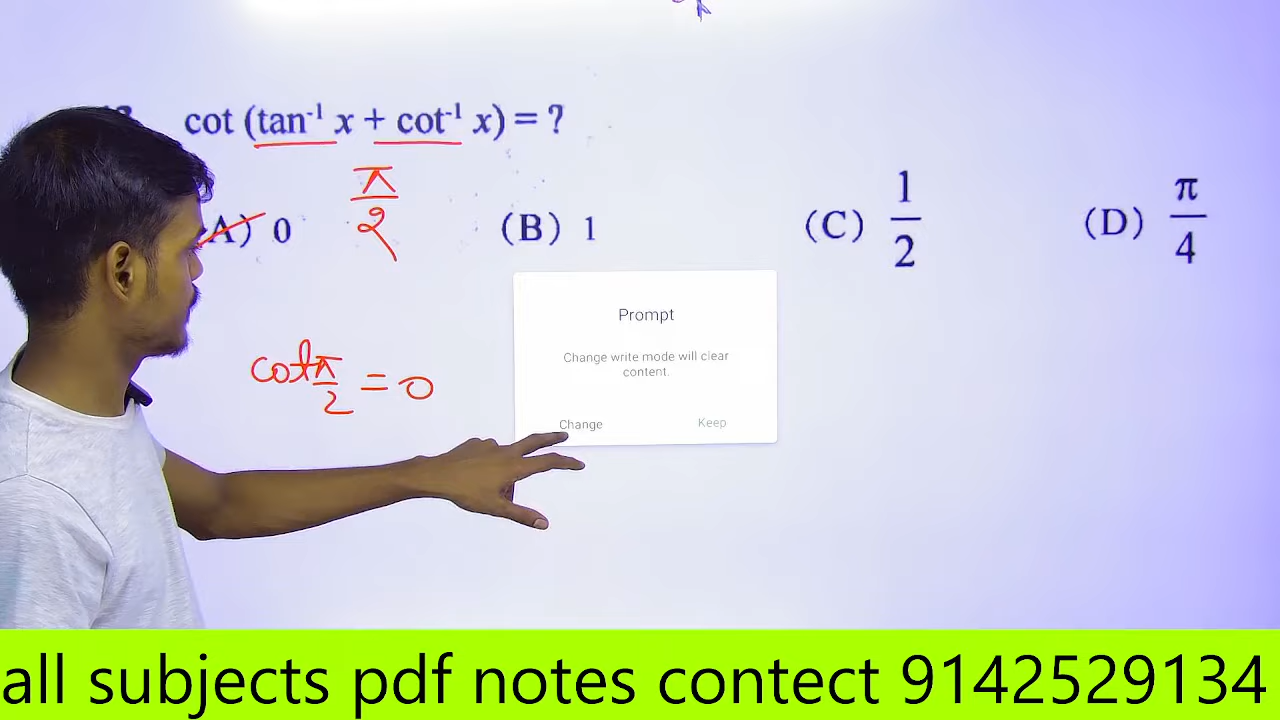 cot (tan⁻¹ x + cot⁻¹ x) = ?
π/2
A) 0 (B) 1 (C) 1/2 (D) π/4
Prompt
Change write mode will clear
content.
Change Keep
cot π/2 = 0
all subjects pdf notes contect 9142529134